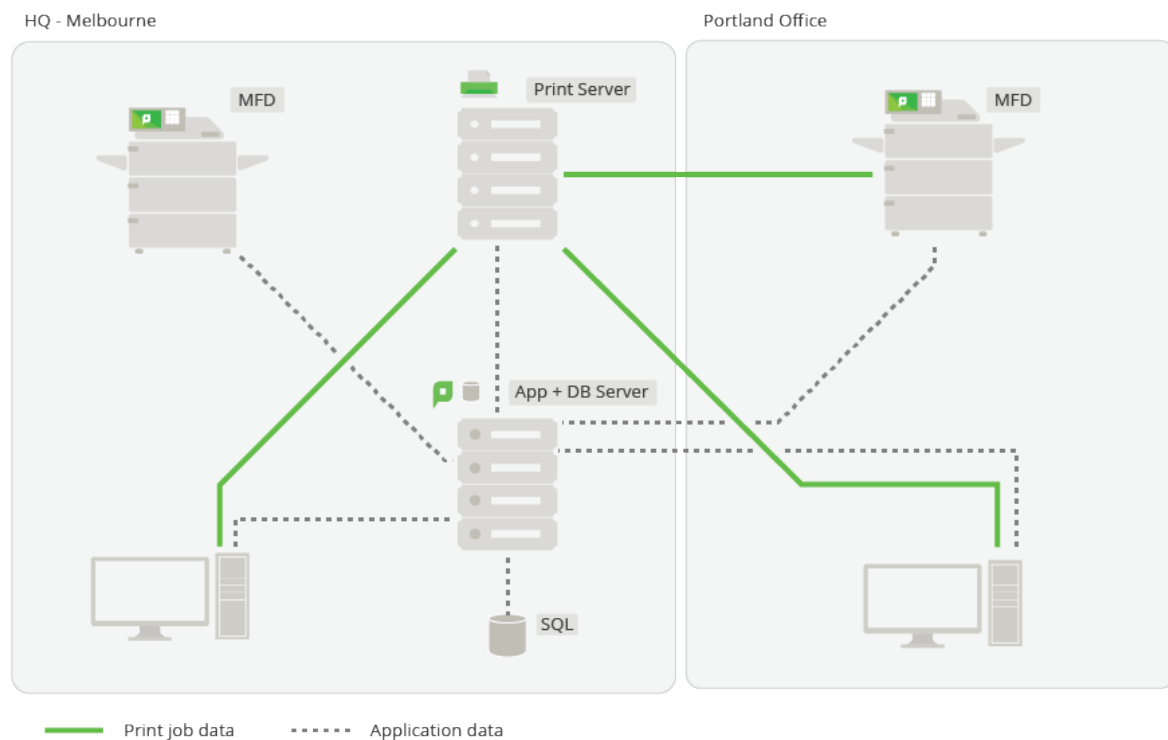 HQ - Melbourne
Portland Office
MFD
Print Server
MFD
App + DB Server
SQL
Print job data
Application data